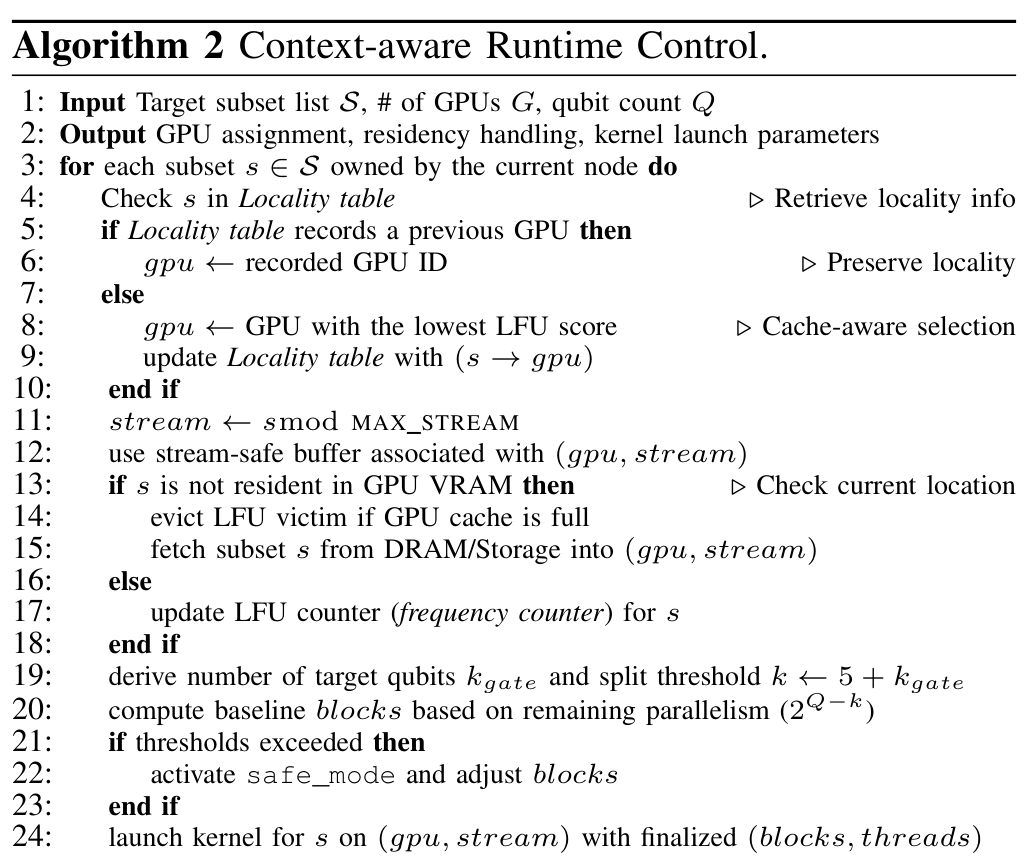 Algorithm 2 Context-aware Runtime Control.
1: Input Target subset list 𝒮, # of GPUs G, qubit count Q
2: Output GPU assignment, residency handling, kernel launch parameters
3: for each subset s ∈ 𝒮 owned by the current node do
4: Check s in Locality table ▷ Retrieve locality info
5: if Locality table records a previous GPU then
6: gpu ← recorded GPU ID ▷ Preserve locality
7: else
8: gpu ← GPU with the lowest LFU score ▷ Cache-aware selection
9: update Locality table with (s → gpu)
10: end if
11: stream ← s mod MAX_STREAM
12: use stream-safe buffer associated with (gpu, stream)
13: if s is not resident in GPU VRAM then ▷ Check current location
14: evict LFU victim if GPU cache is full
15: fetch subset s from DRAM/Storage into (gpu, stream)
16: else
17: update LFU counter (frequency counter) for s
18: end if
19: derive number of target qubits k_{gate} and split threshold k ← 5 + k_{gate}
20: compute baseline blocks based on remaining parallelism (2^{Q−k})
21: if thresholds exceeded then
22: activate safe_mode and adjust blocks
23: end if
24: launch kernel for s on (gpu, stream) with finalized (blocks, threads)